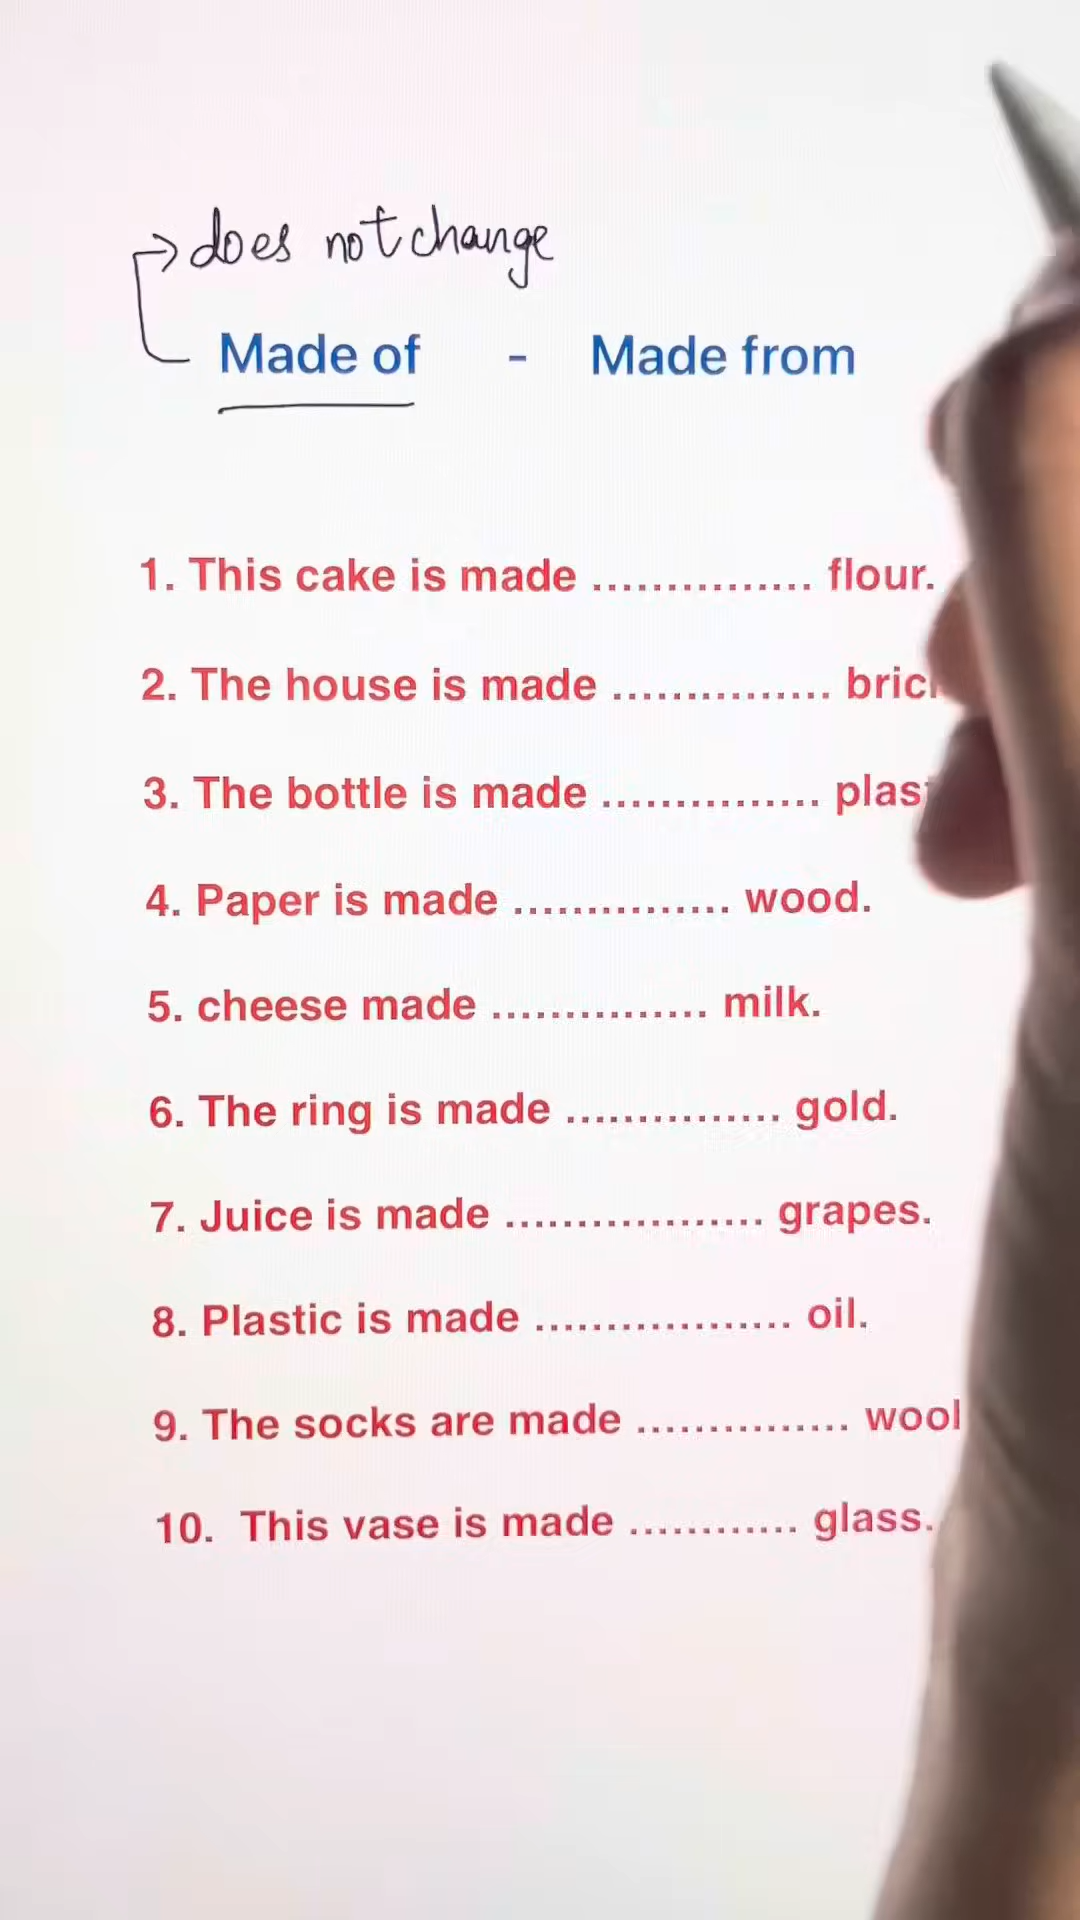 does not change
Made of - Made from
1. This cake is made ............... flour.
2. The house is made ...............
3. The bottle is made ...............
4. Paper is made ............... wood.
5. cheese made ............... milk.
6. The ring is made ............... gold.
7. Juice is made .................. grapes.
8. Plastic is made .................. oil.
9. The socks are made ............... wool
10. This vase is made ............ glass.